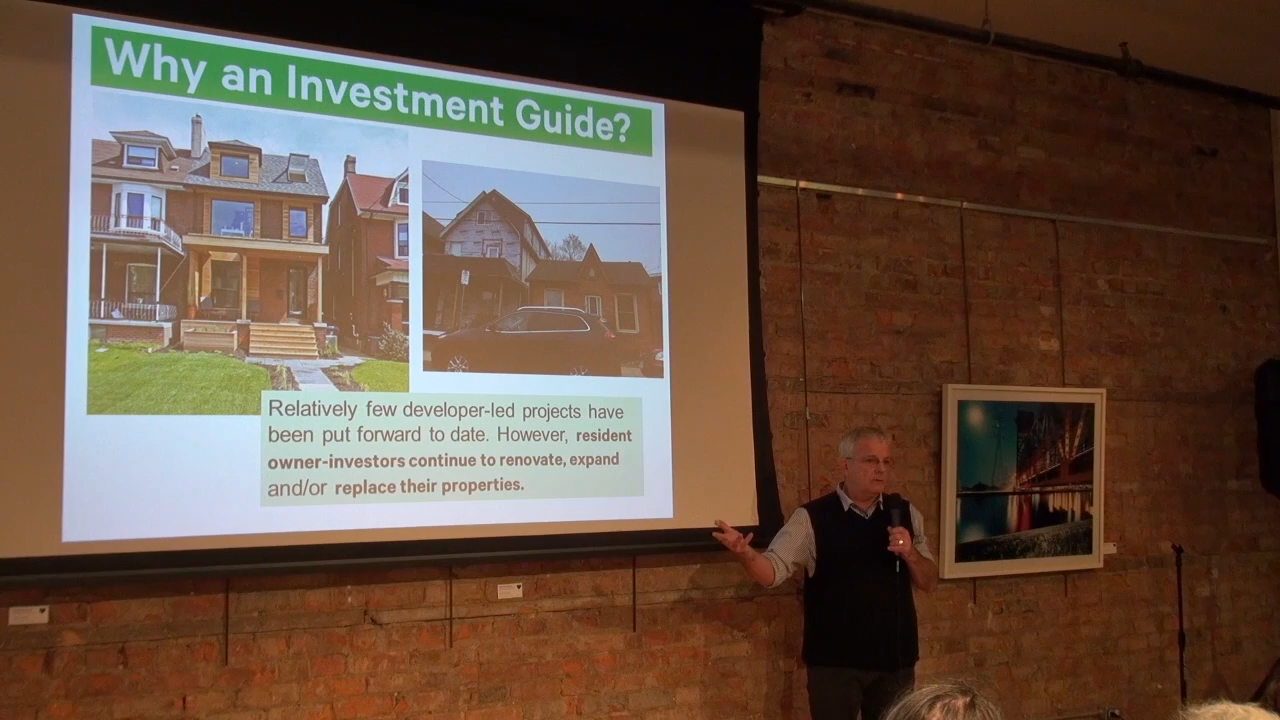 Why an Investment Guide?
Relatively few developer-led projects have
been put forward to date. However, resident
owner-investors continue to renovate, expand
and/or replace their properties.